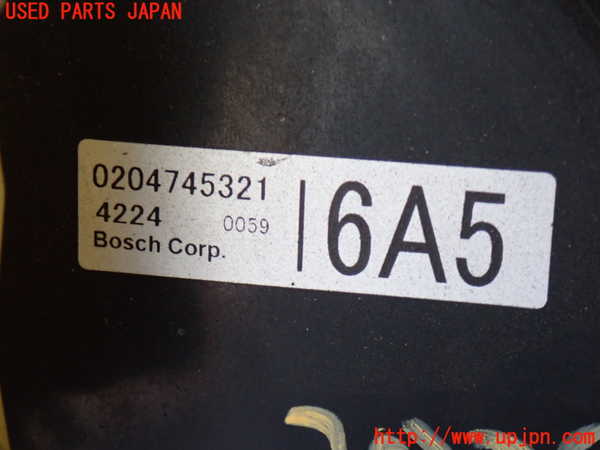 USED PARTS JAPAN
0204745321
4224 0059
Bosch Corp.
6A5
http://www.upjpn.com/